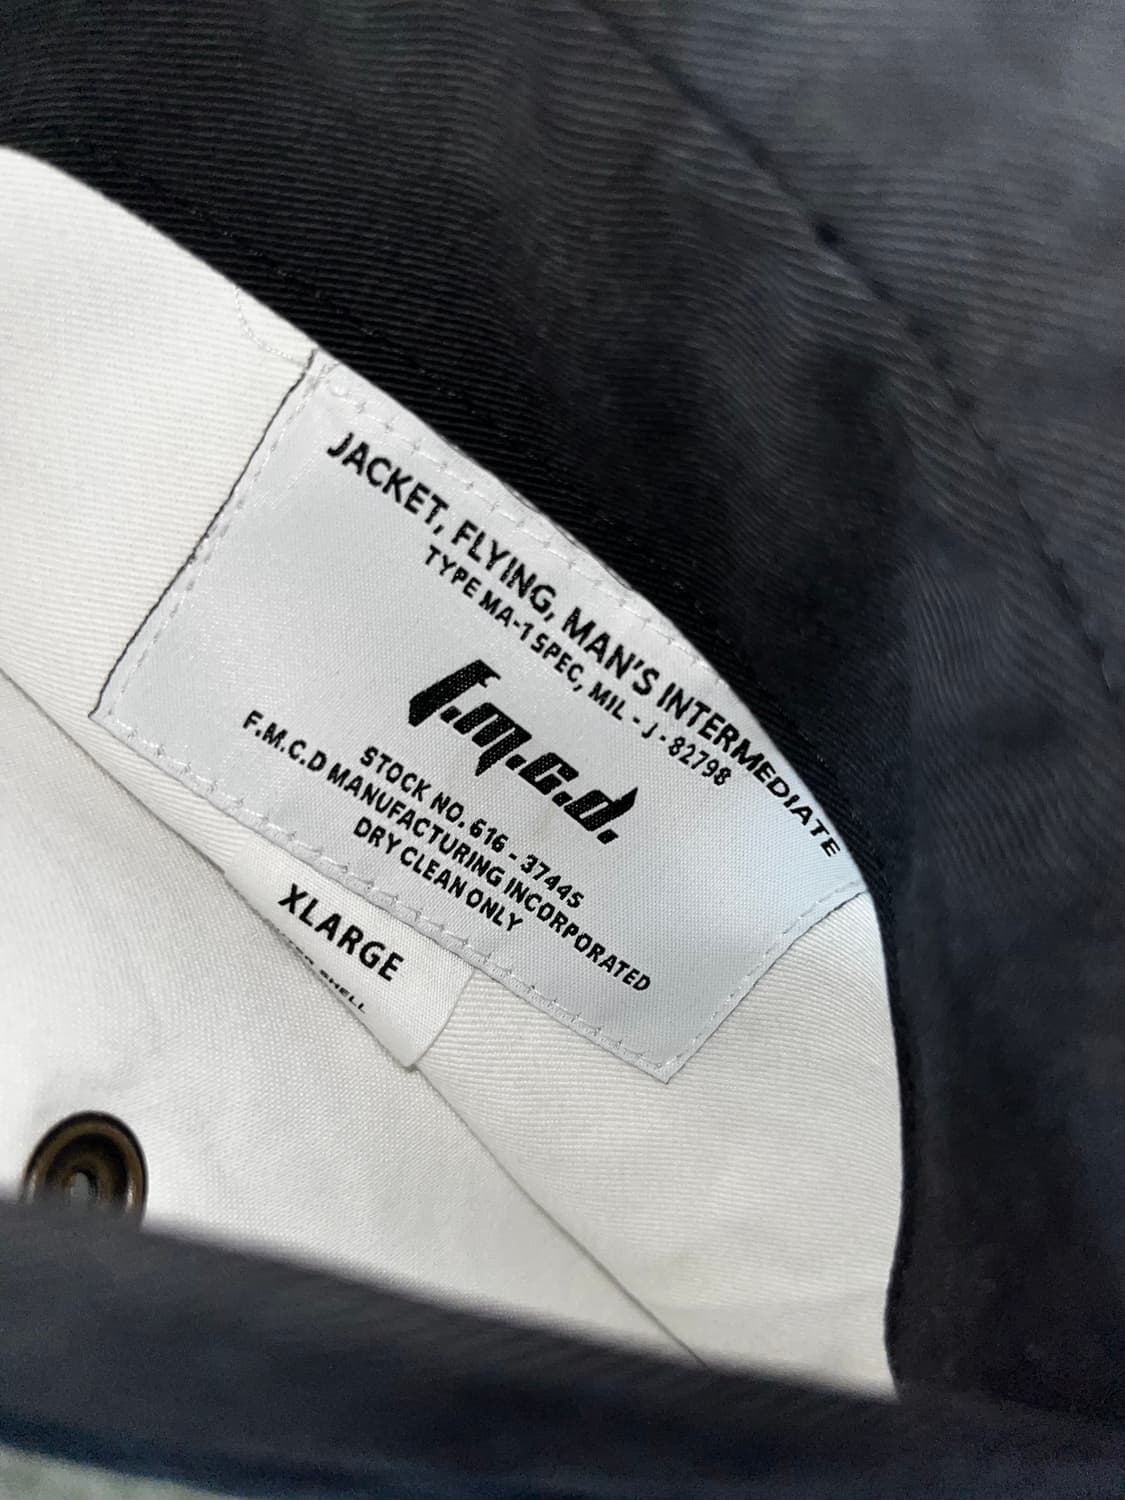 JACKET, FLYING, MAN'S INTERMEDIATE
TYPE MA-1 SPEC, MIL - J - 82798
f.m.c.d.
STOCK NO. 616 - 37445
F.M.C.D MANUFACTURING INCORPORATED
DRY CLEAN ONLY
XLARGE
SHELL